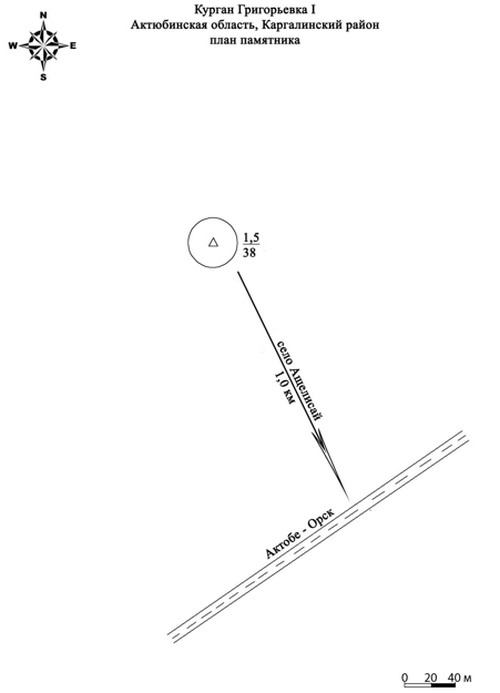 Курган Григорьевка I
Актюбинская область, Каргалинский район
план памятника
N
W E
S
1,5
38
село Ащелисай
1,0 км
Актобе - Орск
0 20 40 м